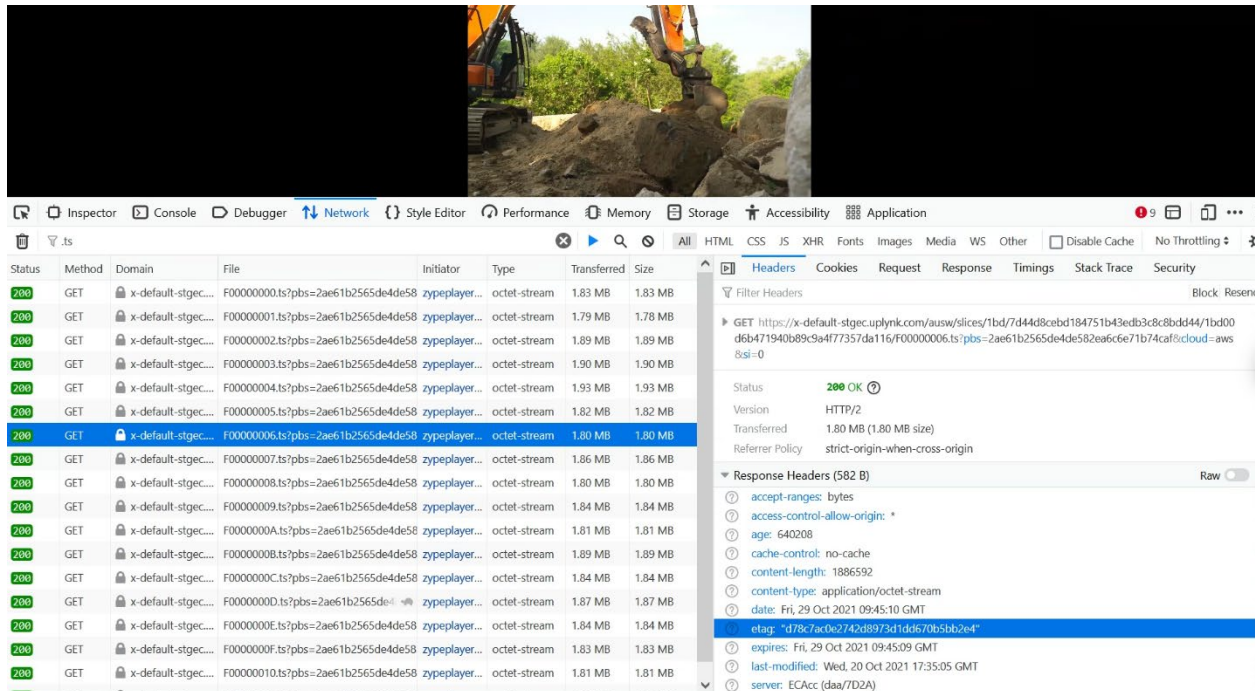 Inspector Console Debugger Network Style Editor Performance Memory Storage Accessibility Application 9
.ts All HTML CSS JS XHR Fonts Images Media WS Other Disable Cache No Throttling
Status Method Domain File Initiator Type Transferred Size
200 GET x-default-stgec.... F00000000.ts?pbs=2ae61b2565de4de58 zypeplayer... octet-stream 1.83 MB 1.83 MB
200 GET x-default-stgec.... F00000001.ts?pbs=2ae61b2565de4de58 zypeplayer... octet-stream 1.79 MB 1.78 MB
200 GET x-default-stgec.... F00000002.ts?pbs=2ae61b2565de4de58 zypeplayer... octet-stream 1.89 MB 1.89 MB
200 GET x-default-stgec.... F00000003.ts?pbs=2ae61b2565de4de58 zypeplayer... octet-stream 1.90 MB 1.90 MB
200 GET x-default-stgec.... F00000004.ts?pbs=2ae61b2565de4de58 zypeplayer... octet-stream 1.93 MB 1.93 MB
200 GET x-default-stgec.... F00000005.ts?pbs=2ae61b2565de4de58 zypeplayer... octet-stream 1.82 MB 1.82 MB
200 GET x-default-stgec.... F00000006.ts?pbs=2ae61b2565de4de58 zypeplayer... octet-stream 1.80 MB 1.80 MB
200 GET x-default-stgec.... F00000007.ts?pbs=2ae61b2565de4de58 zypeplayer... octet-stream 1.86 MB 1.86 MB
200 GET x-default-stgec.... F00000008.ts?pbs=2ae61b2565de4de58 zypeplayer... octet-stream 1.80 MB 1.80 MB
200 GET x-default-stgec.... F00000009.ts?pbs=2ae61b2565de4de58 zypeplayer... octet-stream 1.84 MB 1.84 MB
200 GET x-default-stgec.... F0000000A.ts?pbs=2ae61b2565de4de58 zypeplayer... octet-stream 1.81 MB 1.81 MB
200 GET x-default-stgec.... F0000000B.ts?pbs=2ae61b2565de4de58 zypeplayer... octet-stream 1.89 MB 1.89 MB
200 GET x-default-stgec.... F0000000C.ts?pbs=2ae61b2565de4de58 zypeplayer... octet-stream 1.84 MB 1.84 MB
200 GET x-default-stgec.... F0000000D.ts?pbs=2ae61b2565de4 zypeplayer... octet-stream 1.87 MB 1.87 MB
200 GET x-default-stgec.... F0000000E.ts?pbs=2ae61b2565de4de58 zypeplayer... octet-stream 1.84 MB 1.84 MB
200 GET x-default-stgec.... F0000000F.ts?pbs=2ae61b2565de4de58 zypeplayer... octet-stream 1.83 MB 1.83 MB
200 GET x-default-stgec.... F00000010.ts?pbs=2ae61b2565de4de58 zypeplayer... octet-stream 1.81 MB 1.81 MB
Headers Cookies Request Response Timings Stack Trace Security
Filter Headers Block Resen
GET https://x-default-stgec.uplynk.com/ausw/slices/1bd/7d44d8cebd184751b43edb3c8c8bdd44/1bd00
d6b471940b89c9a4f77357da116/F00000006.ts?pbs=2ae61b2565de4de582ea6c6e71b74caf&cloud=aws
&si=0
Status 200 OK
Version HTTP/2
Transferred 1.80 MB (1.80 MB size)
Referrer Policy strict-origin-when-cross-origin
Response Headers (582 B) Raw
accept-ranges: bytes
access-control-allow-origin: *
age: 640208
cache-control: no-cache
content-length: 1886592
content-type: application/octet-stream
date: Fri, 29 Oct 2021 09:45:10 GMT
etag: "d78c7ac0e2742d8973d1dd670b5bb2e4"
expires: Fri, 29 Oct 2021 09:45:09 GMT
last-modified: Wed, 20 Oct 2021 17:35:05 GMT
server: ECAcc (daa/7D2A)